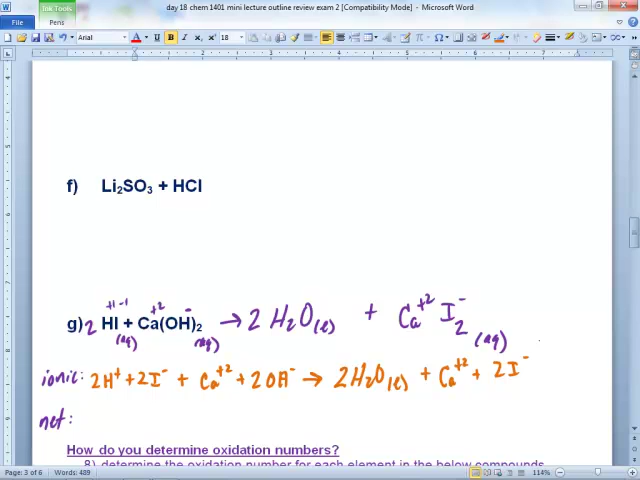 Ink Tools
day 18 chem 1401 mini lecture outline review exam 2 [Compatibility Mode] - Microsoft Word
File Pens
Arial B 18
f) Li₂SO₃ + HCl
+1 -1 +2 -
g) 2 HI + Ca(OH)₂ → 2 H₂O(l) + Ca⁺² I₂⁻ (aq)
(aq) (aq)
ionic: 2H⁺ + 2I⁻ + Ca⁺² + 2OH⁻ → 2H₂O(l) + Ca⁺² + 2I⁻
net:
How do you determine oxidation numbers?
8) determine the oxidation number for each element in the below compounds
Page: 3 of 6 Words: 489 114%